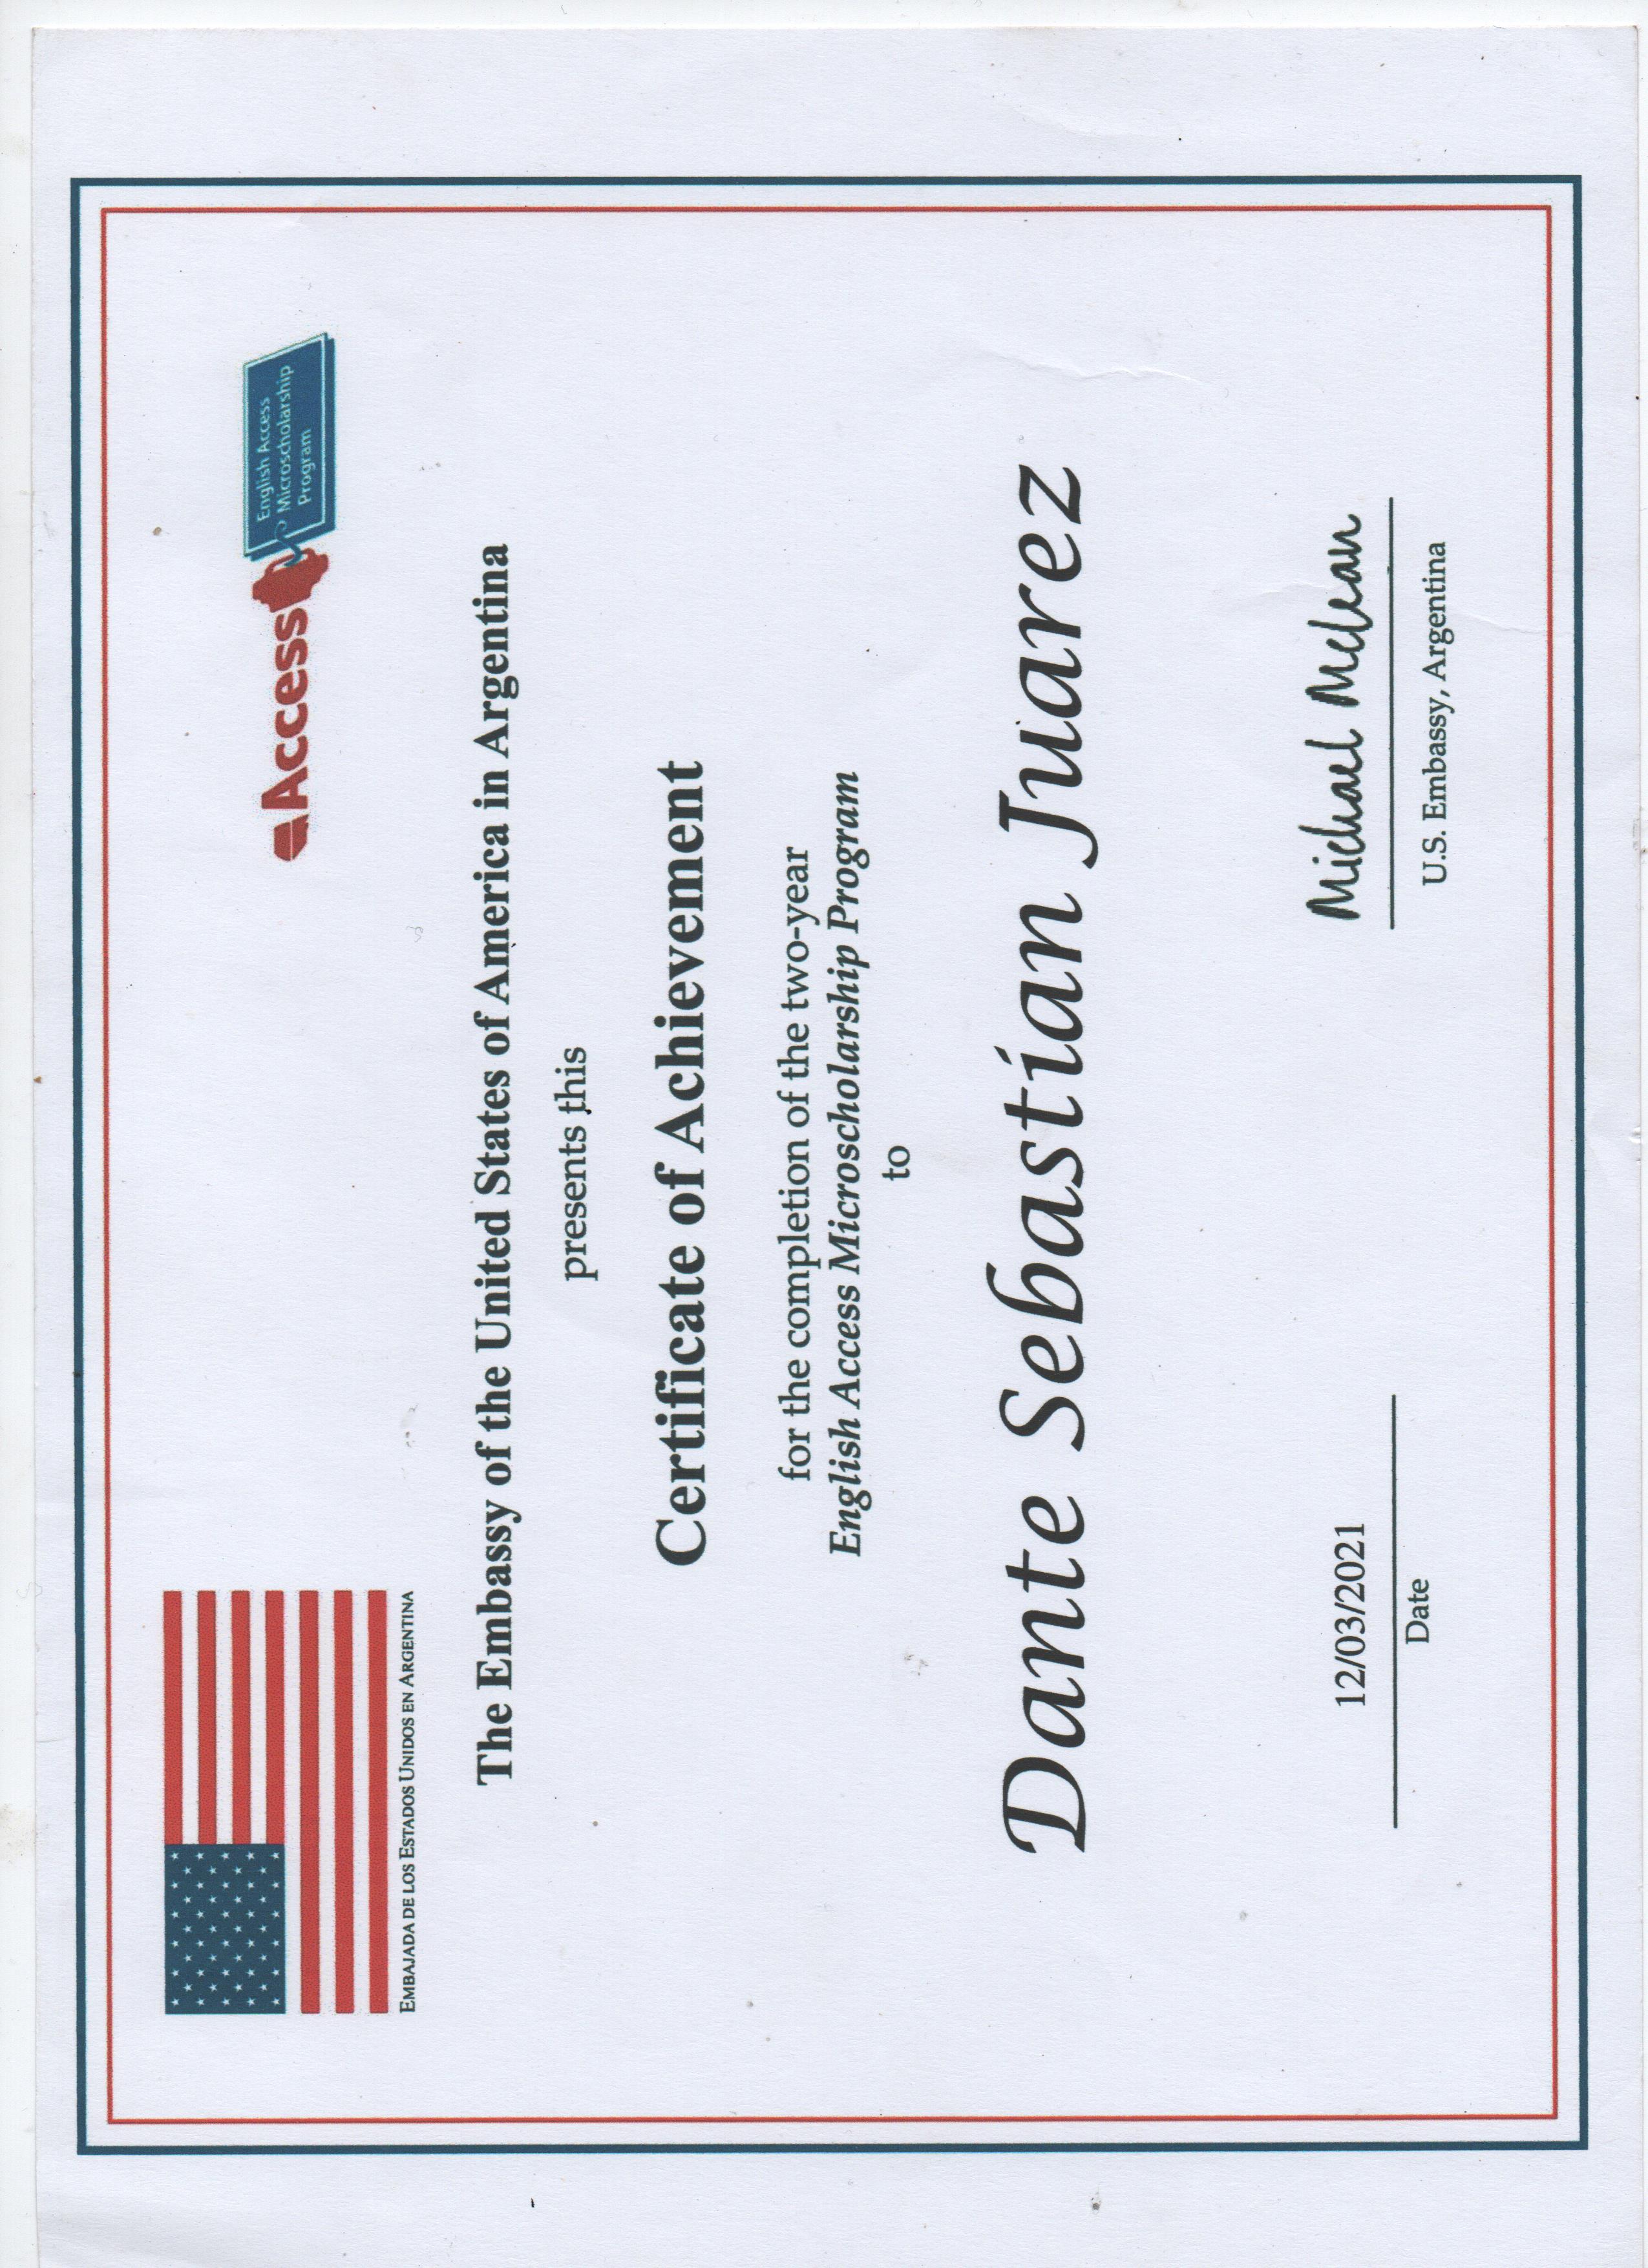 EMBAJADA DE LOS ESTADOS UNIDOS EN ARGENTINA
Access
English Access
Microscholarship
Program
The Embassy of the United States of America in Argentina
presents this
Certificate of Achievement
for the completion of the two-year
English Access Microscholarship Program
to
Dante Sebastian Juarez
12/03/2021
Date
Michael McLean
U.S. Embassy, Argentina